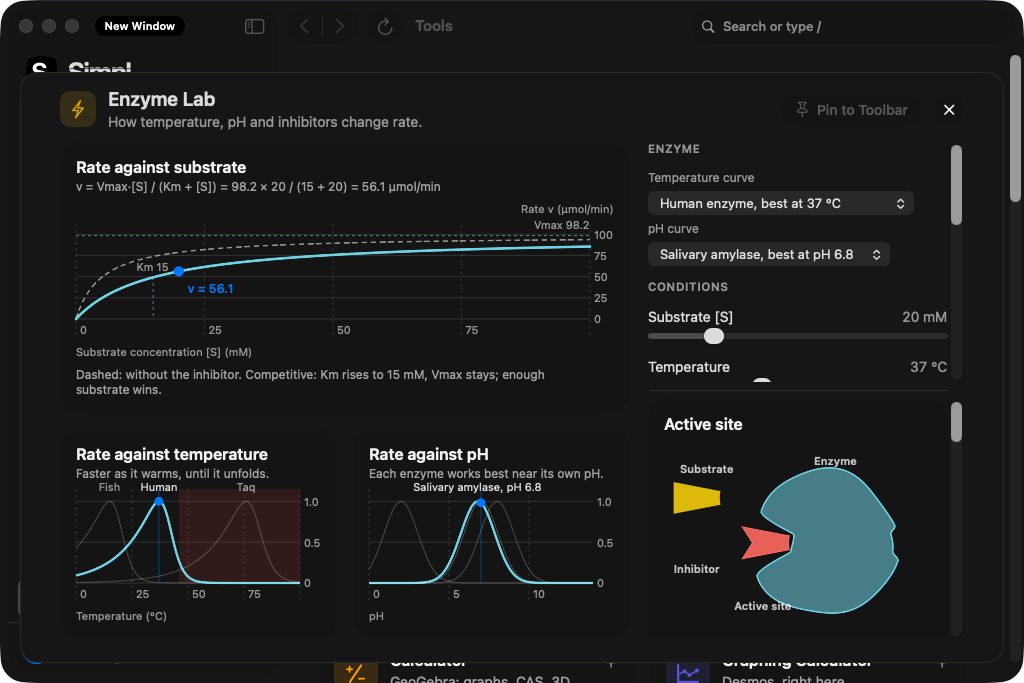 New Window
Tools
Search or type /
Simpl
Enzyme Lab
How temperature, pH and inhibitors change rate.
Pin to Toolbar
Rate against substrate
v = Vmax·[S] / (Km + [S]) = 98.2 × 20 / (15 + 20) = 56.1 µmol/min
Rate v (µmol/min)
Vmax 98.2
100
75
50
25
0
Km 15
v = 56.1
0
25
50
75
Substrate concentration [S] (mM)
Dashed: without the inhibitor. Competitive: Km rises to 15 mM, Vmax stays; enough
substrate wins.
Rate against temperature
Faster as it warms, until it unfolds.
Fish
Human
Taq
1.0
0.5
0
0
25
50
75
Temperature (°C)
Rate against pH
Each enzyme works best near its own pH.
Salivary amylase, pH 6.8
1.0
0.5
0
0
5
10
pH
ENZYME
Temperature curve
Human enzyme, best at 37 °C
pH curve
Salivary amylase, best at pH 6.8
CONDITIONS
Substrate [S]
20 mM
Temperature
37 °C
Active site
Substrate
Enzyme
Inhibitor
Active site
Calculator
GeoGebra: graphs, CAS, 3D
Graphing Calculator
Desmos, right here